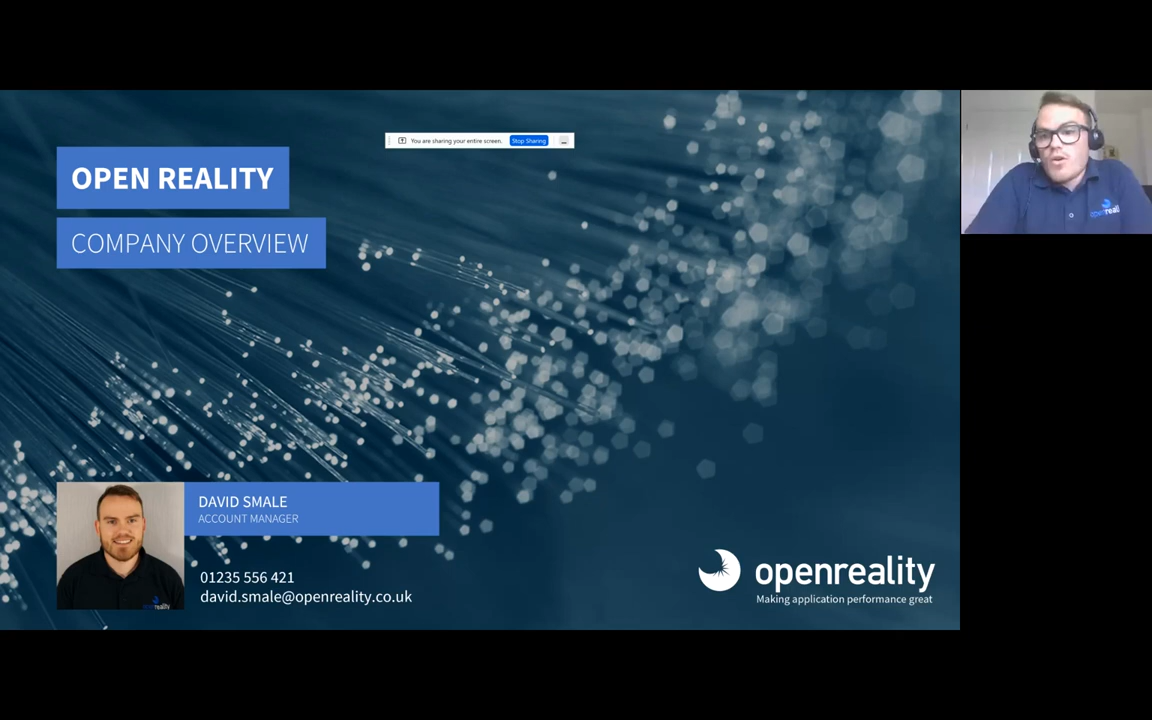 You are sharing your entire screen.
Stop Sharing
OPEN REALITY
COMPANY OVERVIEW
DAVID SMALE
ACCOUNT MANAGER
01235 556 421
david.smale@openreality.co.uk
openreality
Making application performance great